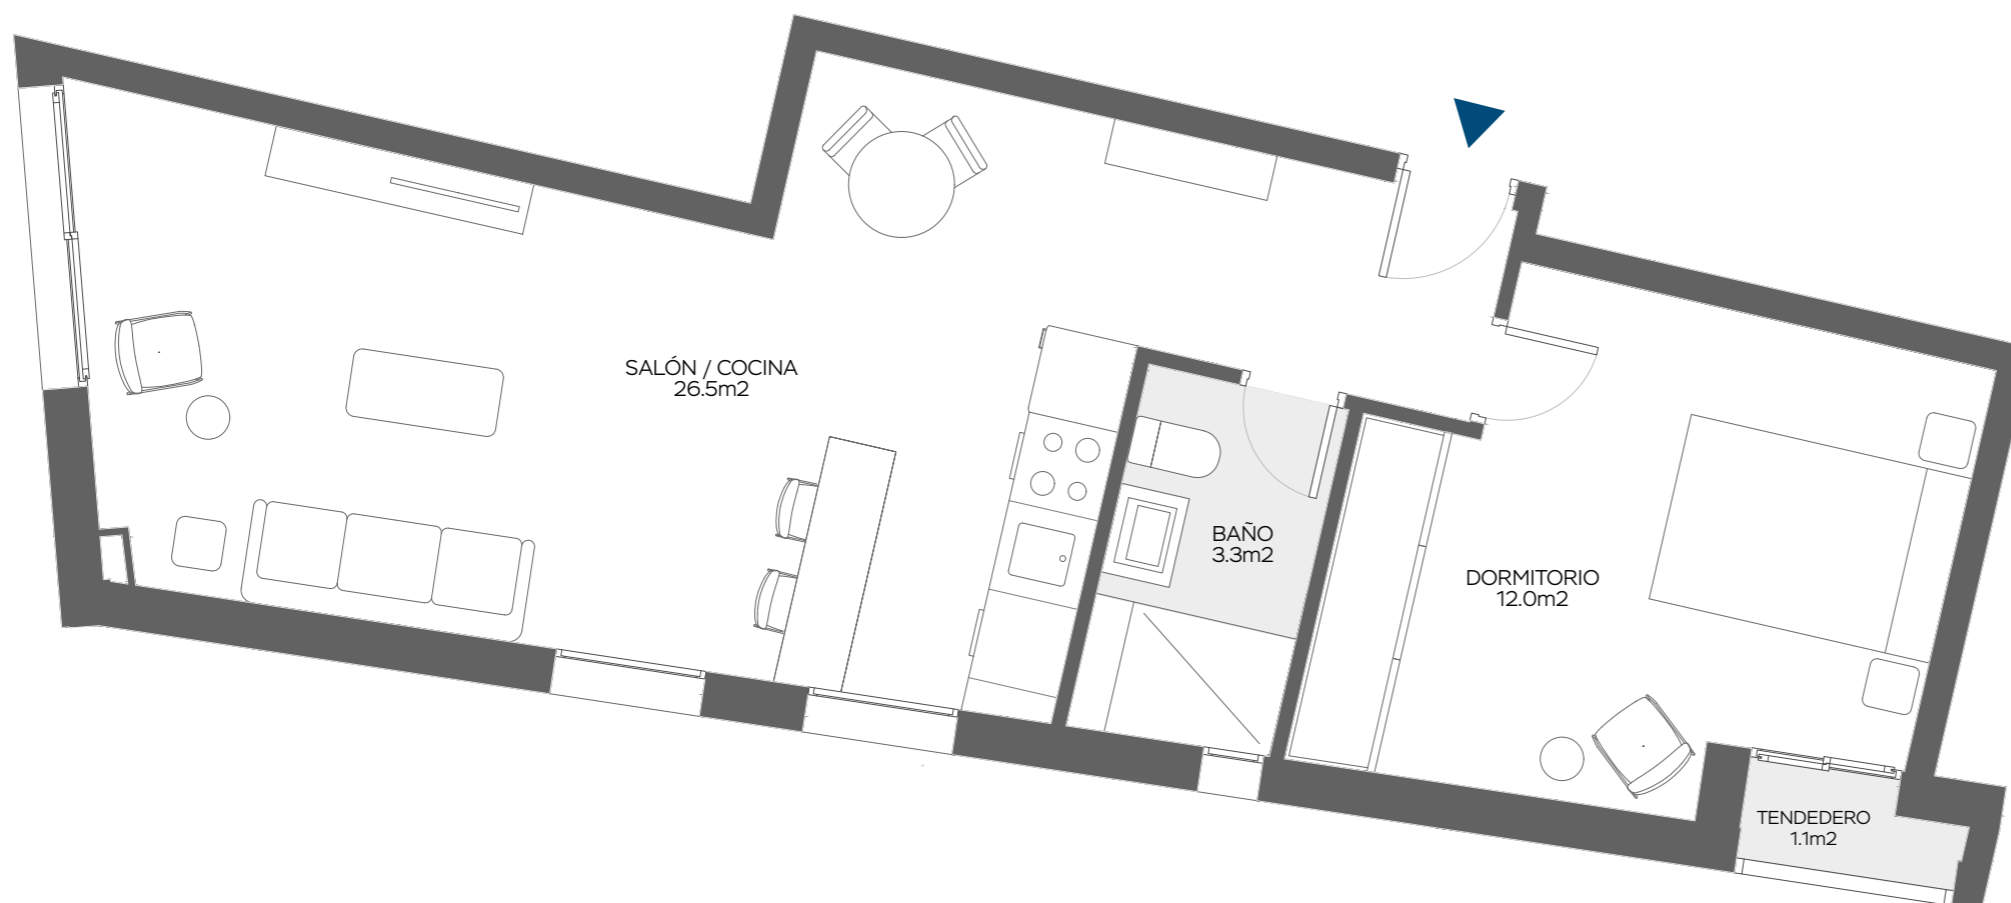 SALÓN / COCINA
26.5m2
BAÑO
3.3m2
DORMITORIO
12.0m2
TENDEDERO
1.1m2